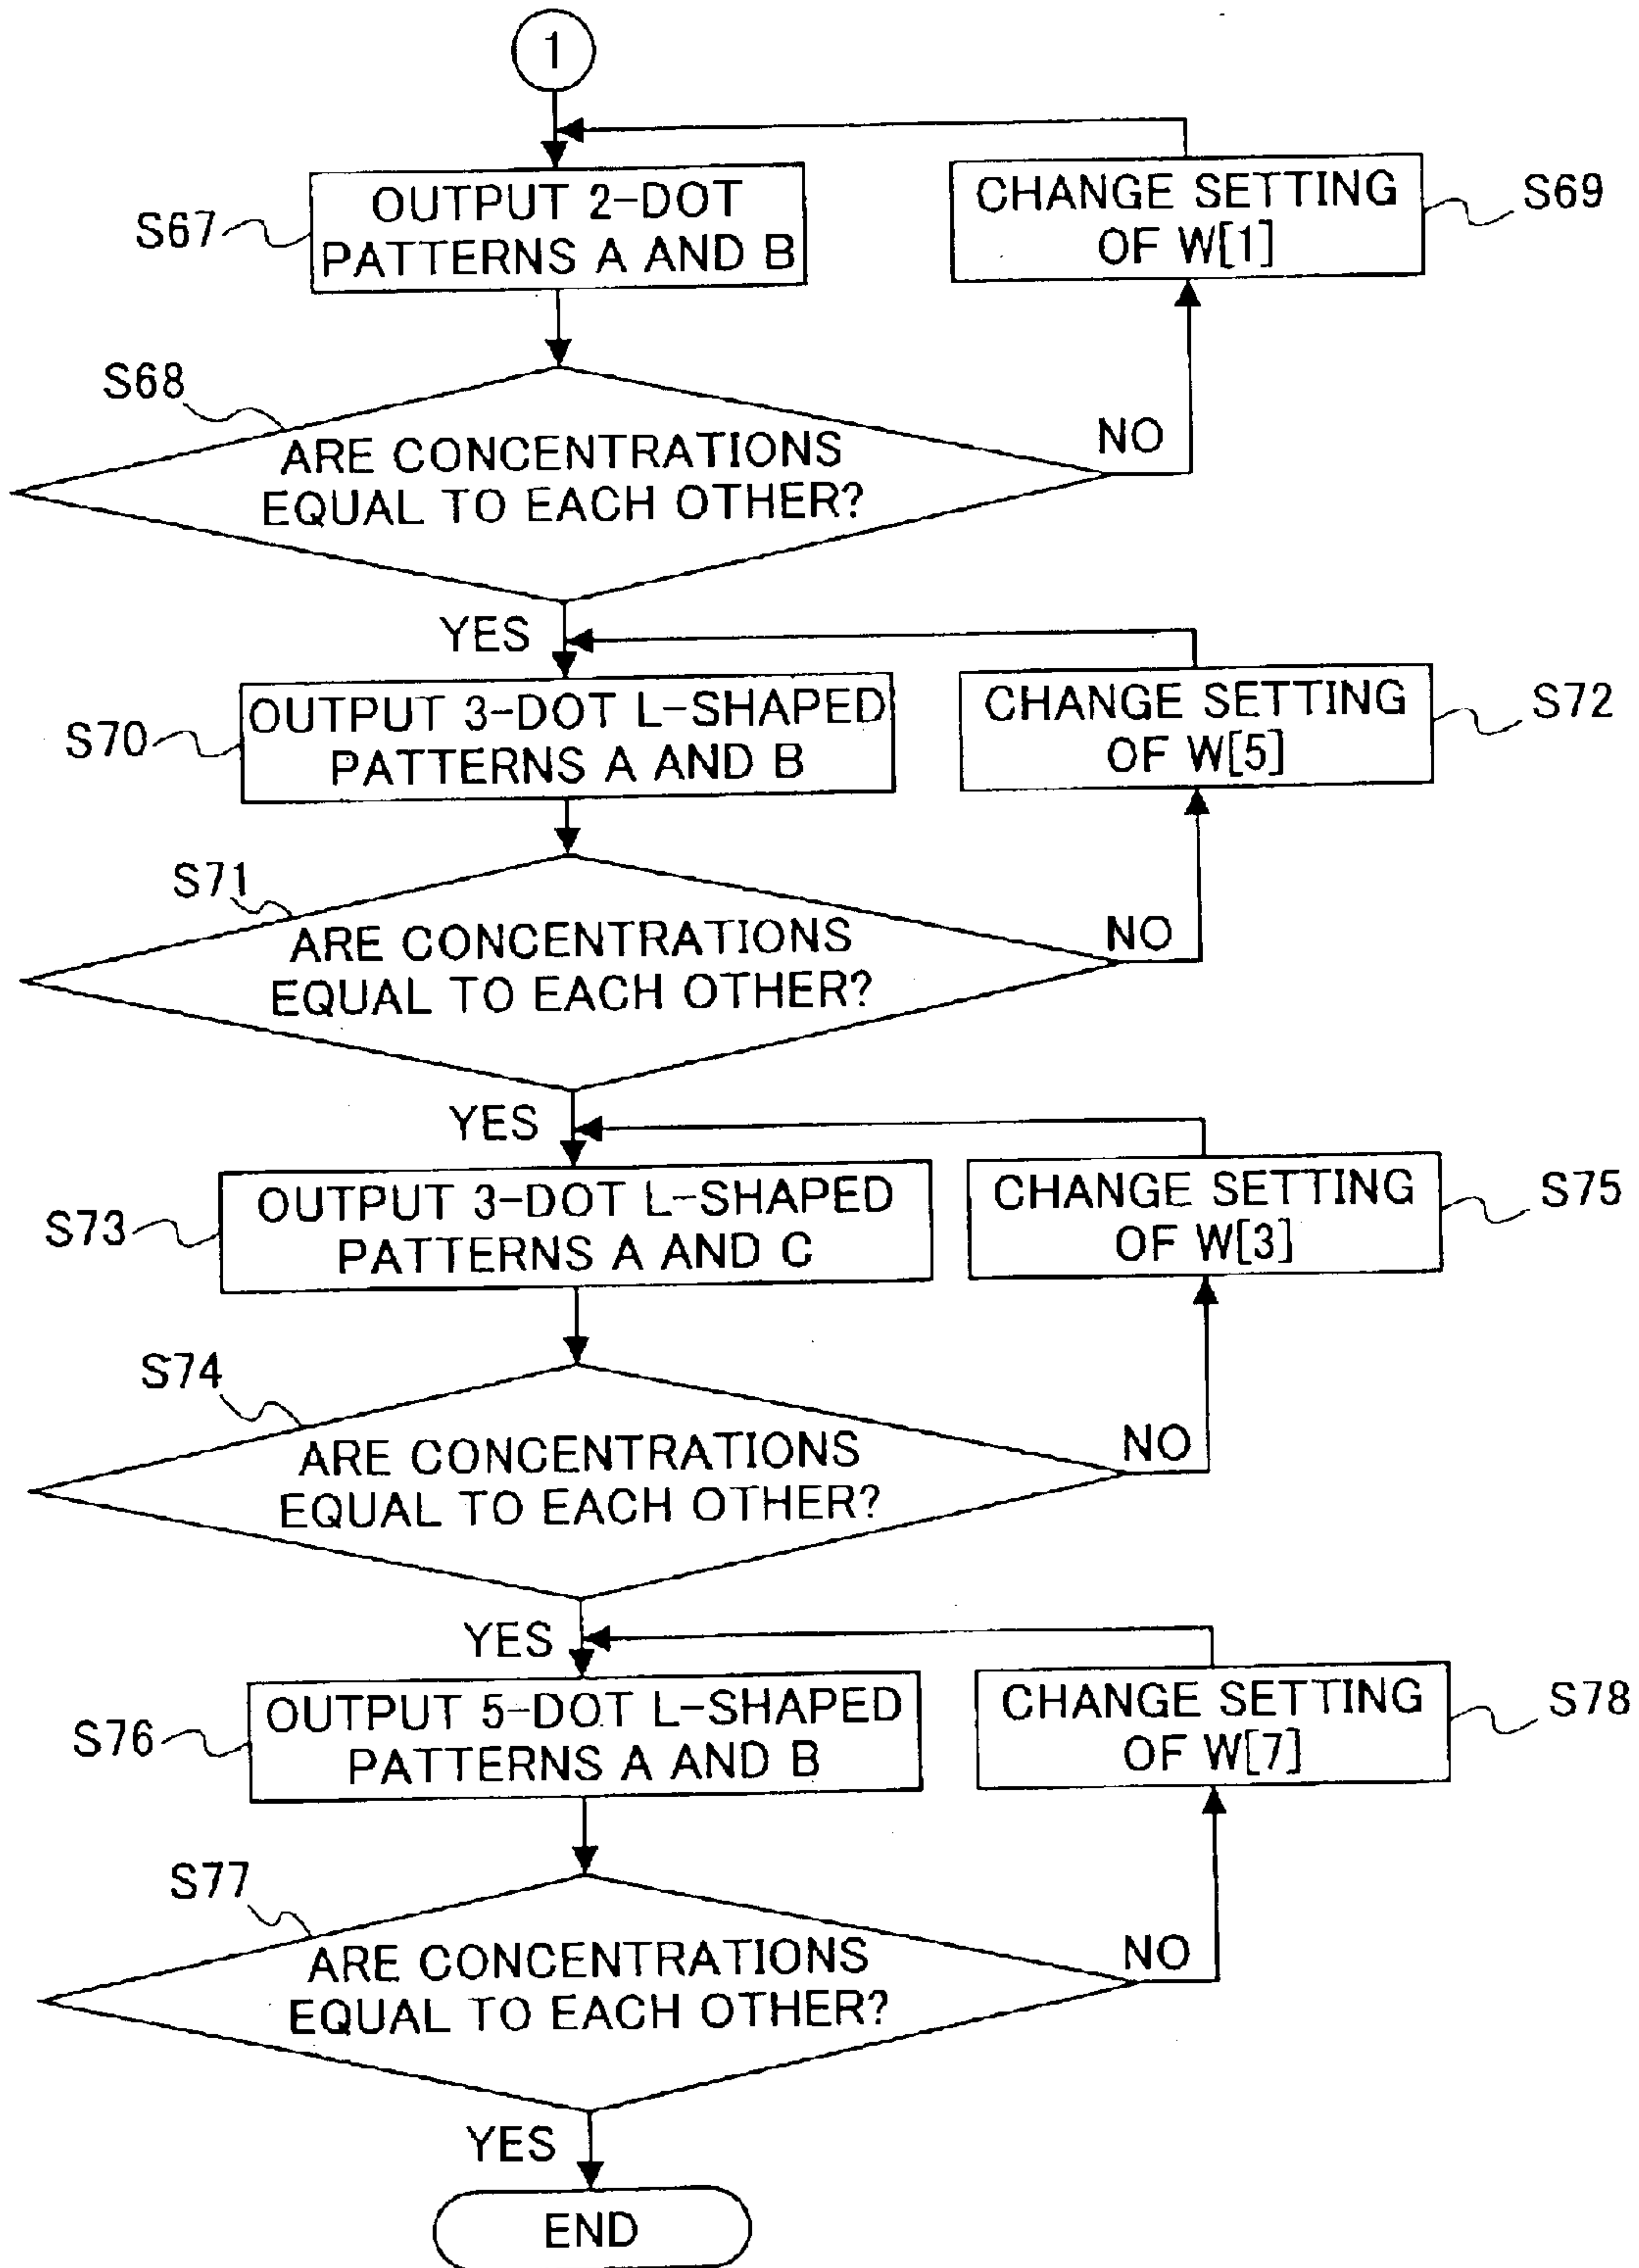 1
S67
OUTPUT 2-DOT
PATTERNS A AND B
CHANGE SETTING
OF W[1]
S69
S68
ARE CONCENTRATIONS
EQUAL TO EACH OTHER?
NO
YES
S70
OUTPUT 3-DOT L-SHAPED
PATTERNS A AND B
CHANGE SETTING
OF W[5]
S72
S71
ARE CONCENTRATIONS
EQUAL TO EACH OTHER?
NO
YES
S73
OUTPUT 3-DOT L-SHAPED
PATTERNS A AND C
CHANGE SETTING
OF W[3]
S75
S74
ARE CONCENTRATIONS
EQUAL TO EACH OTHER?
NO
YES
S76
OUTPUT 5-DOT L-SHAPED
PATTERNS A AND B
CHANGE SETTING
OF W[7]
S78
S77
ARE CONCENTRATIONS
EQUAL TO EACH OTHER?
NO
YES
END